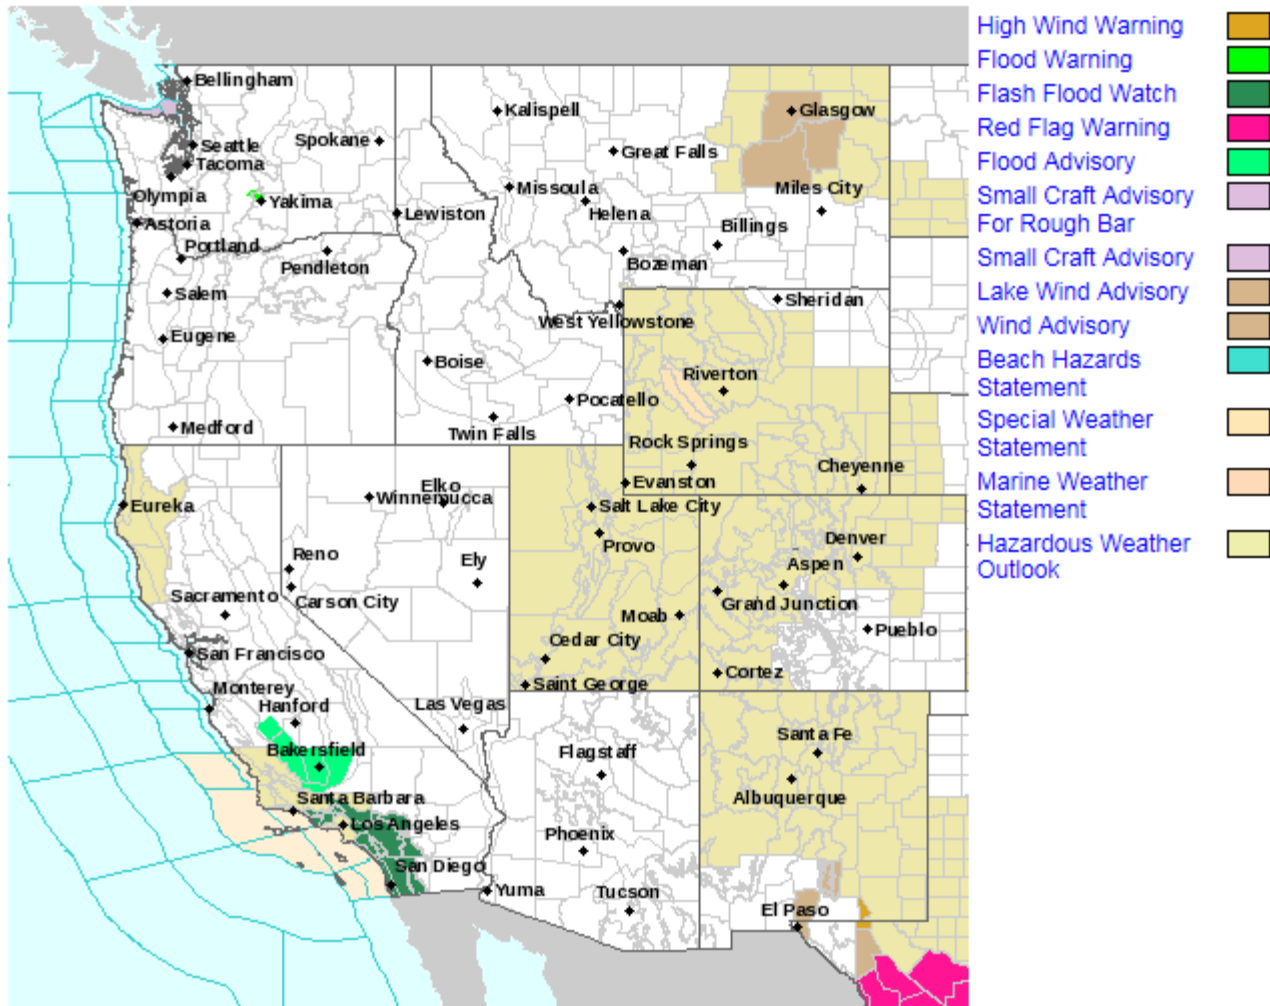 High Wind Warning
Flood Warning
Flash Flood Watch
Red Flag Warning
Flood Advisory
Small Craft Advisory
For Rough Bar
Small Craft Advisory
Lake Wind Advisory
Wind Advisory
Beach Hazards
Statement
Special Weather
Statement
Marine Weather
Statement
Hazardous Weather
Outlook
Bellingham
Kalispell
Glasgow
Seattle
Spokane
Great Falls
Tacoma
Olympia
Yakima
Missoula
Miles City
Lewiston
Helena
Astoria
Billings
Portland
Pendleton
Bozeman
Salem
Sheridan
West Yellowstone
Eugene
Boise
Riverton
Pocatello
Medford
Twin Falls
Rock Springs
Cheyenne
Evanston
Elko
Winnemucca
Eureka
Salt Lake City
Provo
Denver
Reno
Ely
Aspen
Sacramento
Carson City
Grand Junction
Moab
Pueblo
Cedar City
San Francisco
Cortez
Saint George
Monterey
Hanford
Las Vegas
Santa Fe
Bakersfield
Flagstaff
Albuquerque
Santa Barbara
Los Angeles
Phoenix
San Diego
Yuma
Tucson
El Paso